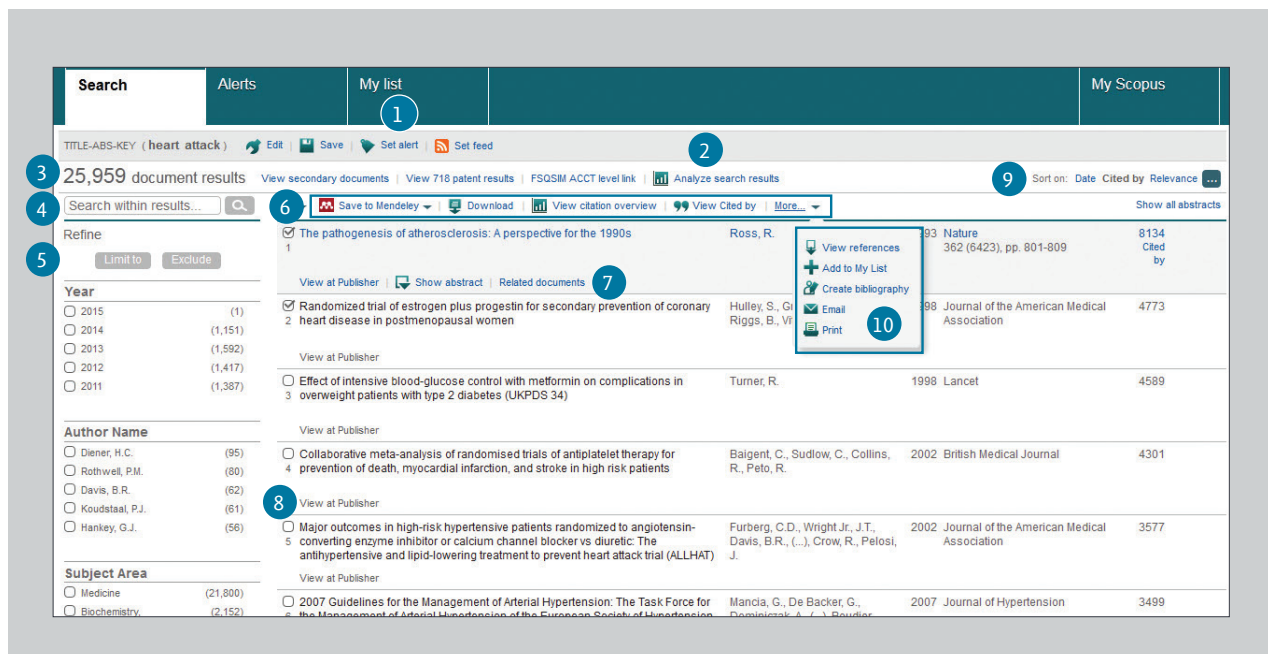 Search
Alerts
My list
My Scopus
1
TITLE-ABS-KEY ( heart attack )
Edit | Save | Set alert | Set feed
2
3
25,959 document results
View secondary documents | View 718 patent results | FSQSIM ACCT level link | Analyze search results
9
Sort on: Date Cited by Relevance ...
4
Search within results...
6
Save to Mendeley | Download | View citation overview | View Cited by | More...
Show all abstracts
Refine
5
Limit to
Exclude
Year
2015 (1)
2014 (1,151)
2013 (1,592)
2012 (1,417)
2011 (1,387)
Author Name
Diener, H.C. (95)
Rothwell, P.M. (80)
Davis, B.R. (62)
Koudstaal, P.J. (61)
Hankey, G.J. (56)
Subject Area
Medicine (21,800)
Biochemistry, (2,152)
1
The pathogenesis of atherosclerosis: A perspective for the 1990s
Ross, R.
93 Nature
362 (6423), pp. 801-809
8134
Cited
by
View at Publisher | Show abstract | Related documents
7
View references
Add to My List
Create bibliography
Email
Print
10
2
Randomized trial of estrogen plus progestin for secondary prevention of coronary
heart disease in postmenopausal women
Hulley, S.,
Riggs, B.,
98 Journal of the American Medical
Association
4773
View at Publisher
3
Effect of intensive blood-glucose control with metformin on complications in
overweight patients with type 2 diabetes (UKPDS 34)
Turner, R.
1998 Lancet
4589
View at Publisher
4
Collaborative meta-analysis of randomised trials of antiplatelet therapy for
prevention of death, myocardial infarction, and stroke in high risk patients
Baigent, C., Sudlow, C., Collins,
R., Peto, R.
2002 British Medical Journal
4301
8
View at Publisher
5
Major outcomes in high-risk hypertensive patients randomized to angiotensin-
converting enzyme inhibitor or calcium channel blocker vs diuretic: The
antihypertensive and lipid-lowering treatment to prevent heart attack trial (ALLHAT)
Furberg, C.D., Wright Jr., J.T.,
Davis, B.R., (...), Crow, R., Pelosi,
J.
2002 Journal of the American Medical
Association
3577
View at Publisher
2007 Guidelines for the Management of Arterial Hypertension: The Task Force for
the Management of Arterial Hypertension of the European Society of Hypertension
Mancia, G., De Backer, G.,
2007 Journal of Hypertension
3499